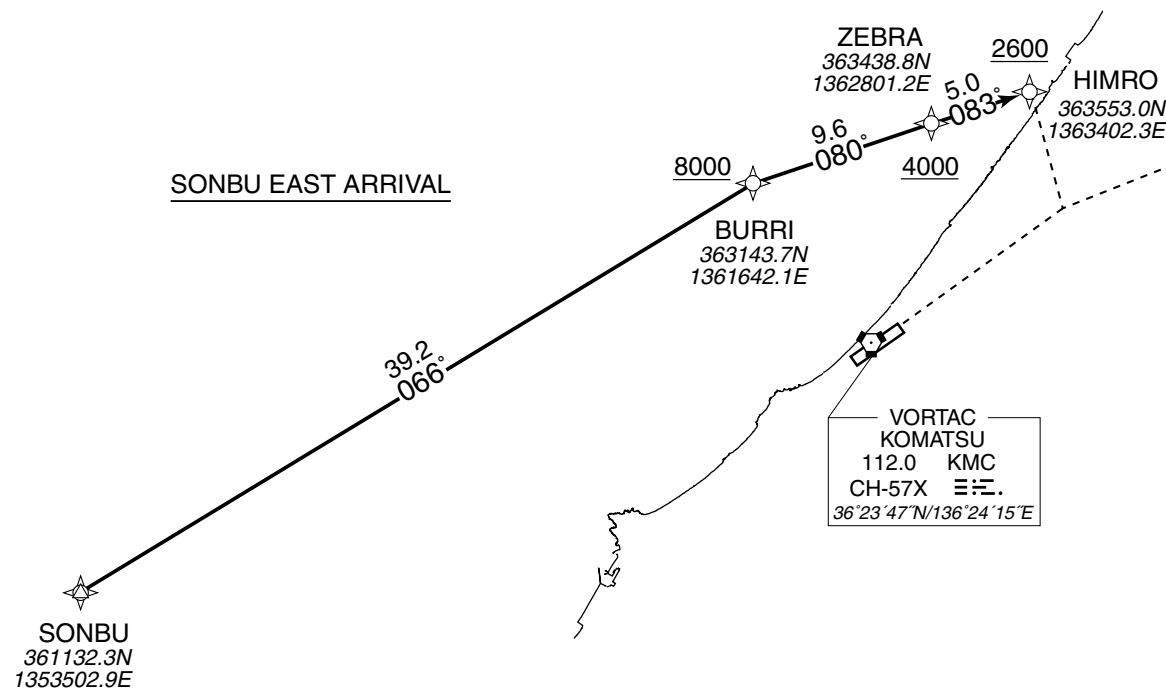 ZEBRA
363438.8N
1362801.2E
2600
HIMRO
363553.0N
1363402.3E
5.0
083°
9.6
080°
4000
8000
SONBU EAST ARRIVAL
BURRI
363143.7N
1361642.1E
39.2
066°
VORTAC
KOMATSU
112.0 KMC
CH-57X
36°23′47″N/136°24′15″E
SONBU
361132.3N
1353502.9E